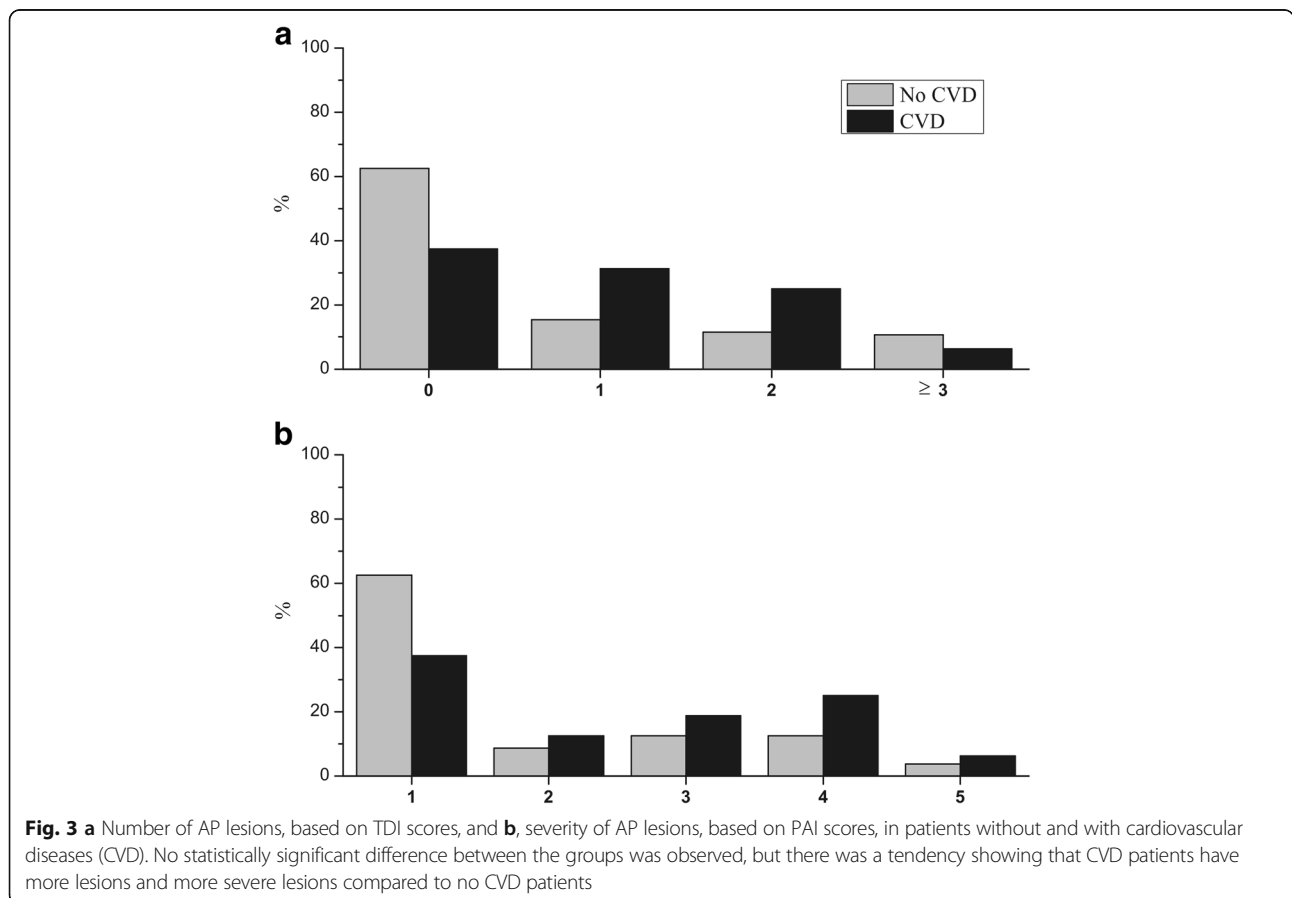 a
100
80
60
40
20
0
%
No CVD
CVD
0 1 2 ≥ 3
b
100
80
60
40
20
0
%
1 2 3 4 5
Fig. 3 a Number of AP lesions, based on TDI scores, and b, severity of AP lesions, based on PAI scores, in patients without and with cardiovascular
diseases (CVD). No statistically significant difference between the groups was observed, but there was a tendency showing that CVD patients have
more lesions and more severe lesions compared to no CVD patients